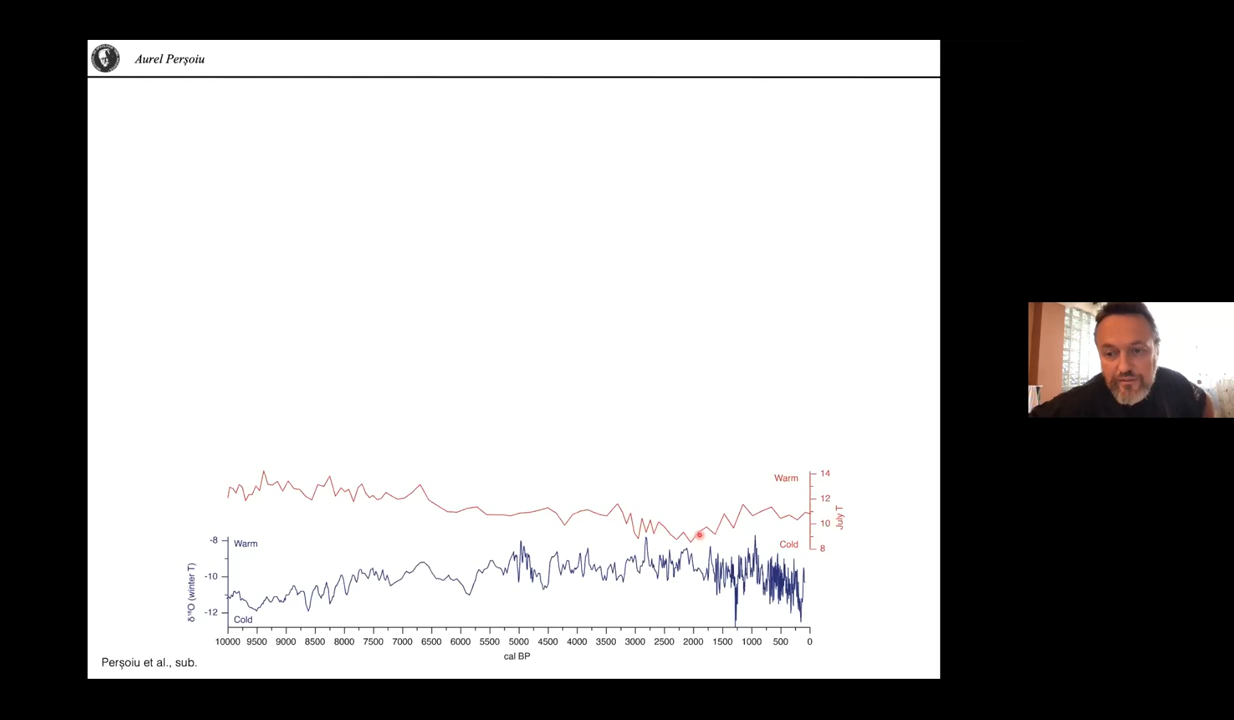 Aurel Perșoiu
14
Warm
12
10
July T
Cold
8
-8
Warm
-10
δ¹⁸O (winter T)
-12
Cold
10000 9500 9000 8500 8000 7500 7000 6500 6000 5500 5000 4500 4000 3500 3000 2500 2000 1500 1000 500 0
cal BP
Perșoiu et al., sub.